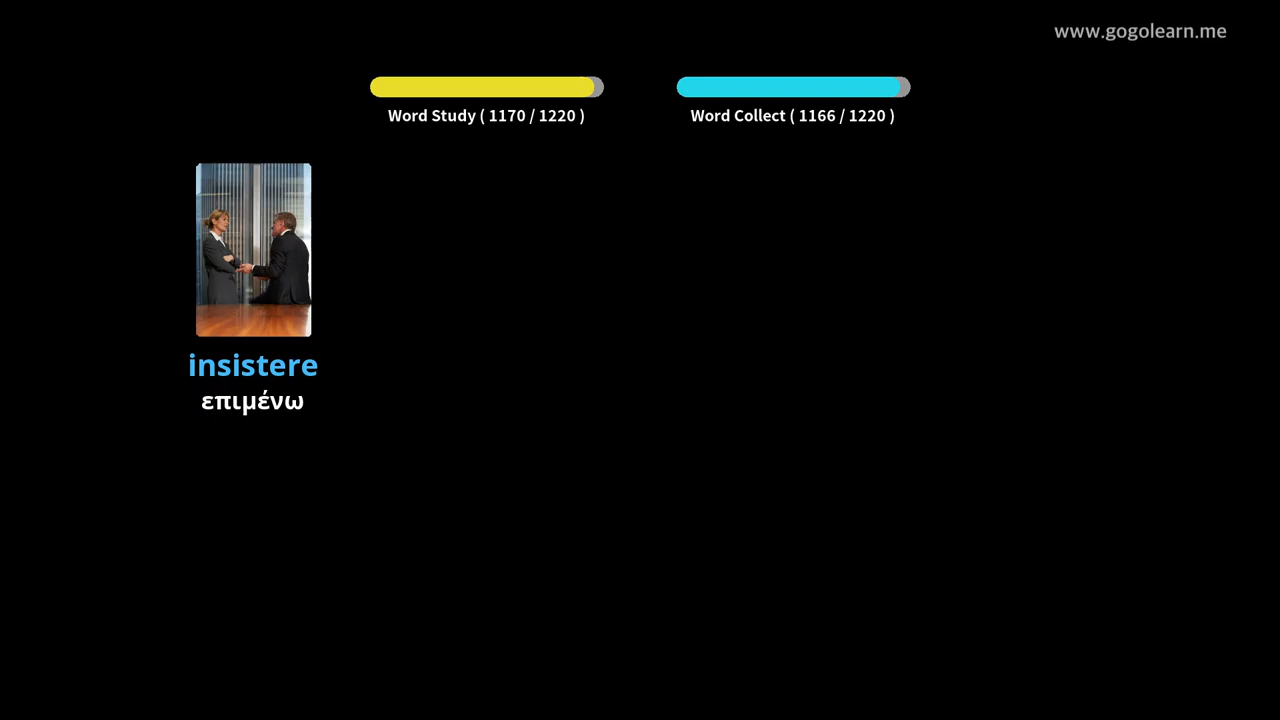 www.gogolearn.me
Word Study ( 1170 / 1220 )
Word Collect ( 1166 / 1220 )
insistere
επιμένω